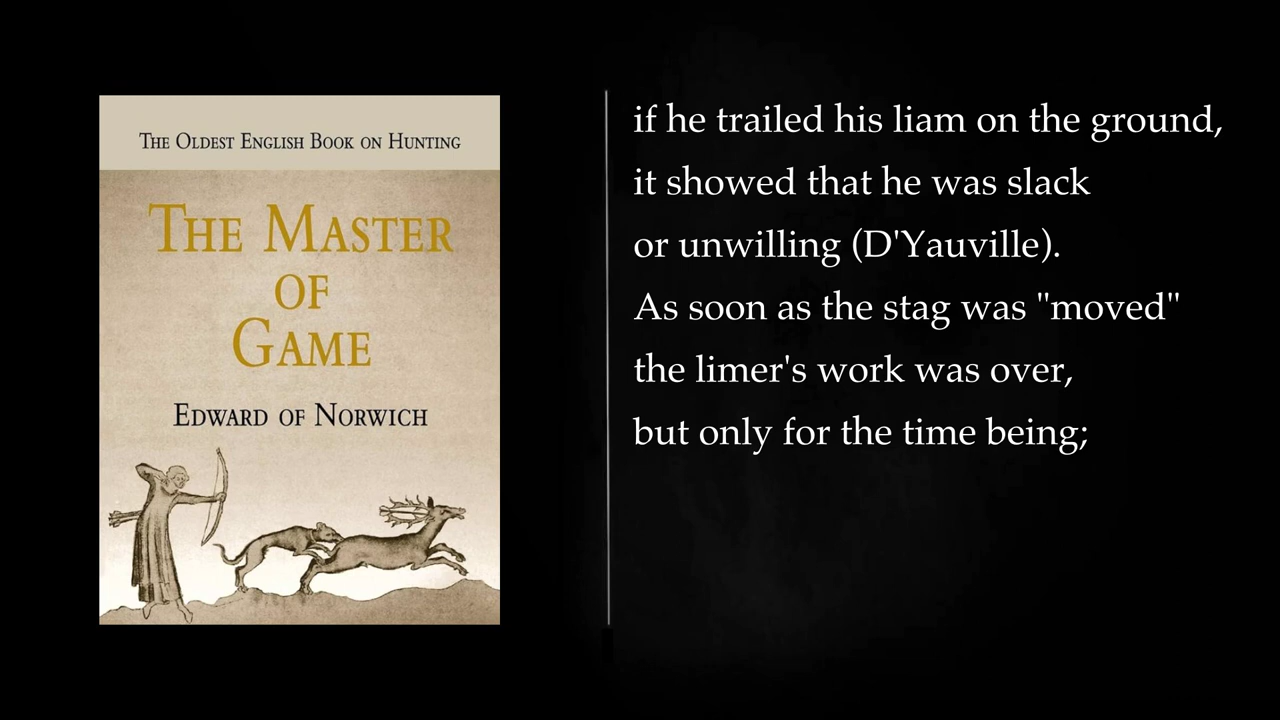 The Oldest English Book on Hunting
The Master
of
Game
Edward of Norwich
if he trailed his liam on the ground,
it showed that he was slack
or unwilling (D'Yauville).
As soon as the stag was "moved"
the limer's work was over,
but only for the time being;